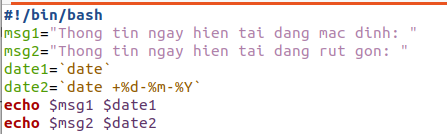 #!/bin/bash
msg1="Thong tin ngay hien tai dang mac dinh: "
msg2="Thong tin ngay hien tai dang rut gon: "
date1=`date`
date2=`date +%d-%m-%Y`
echo $msg1 $date1
echo $msg2 $date2